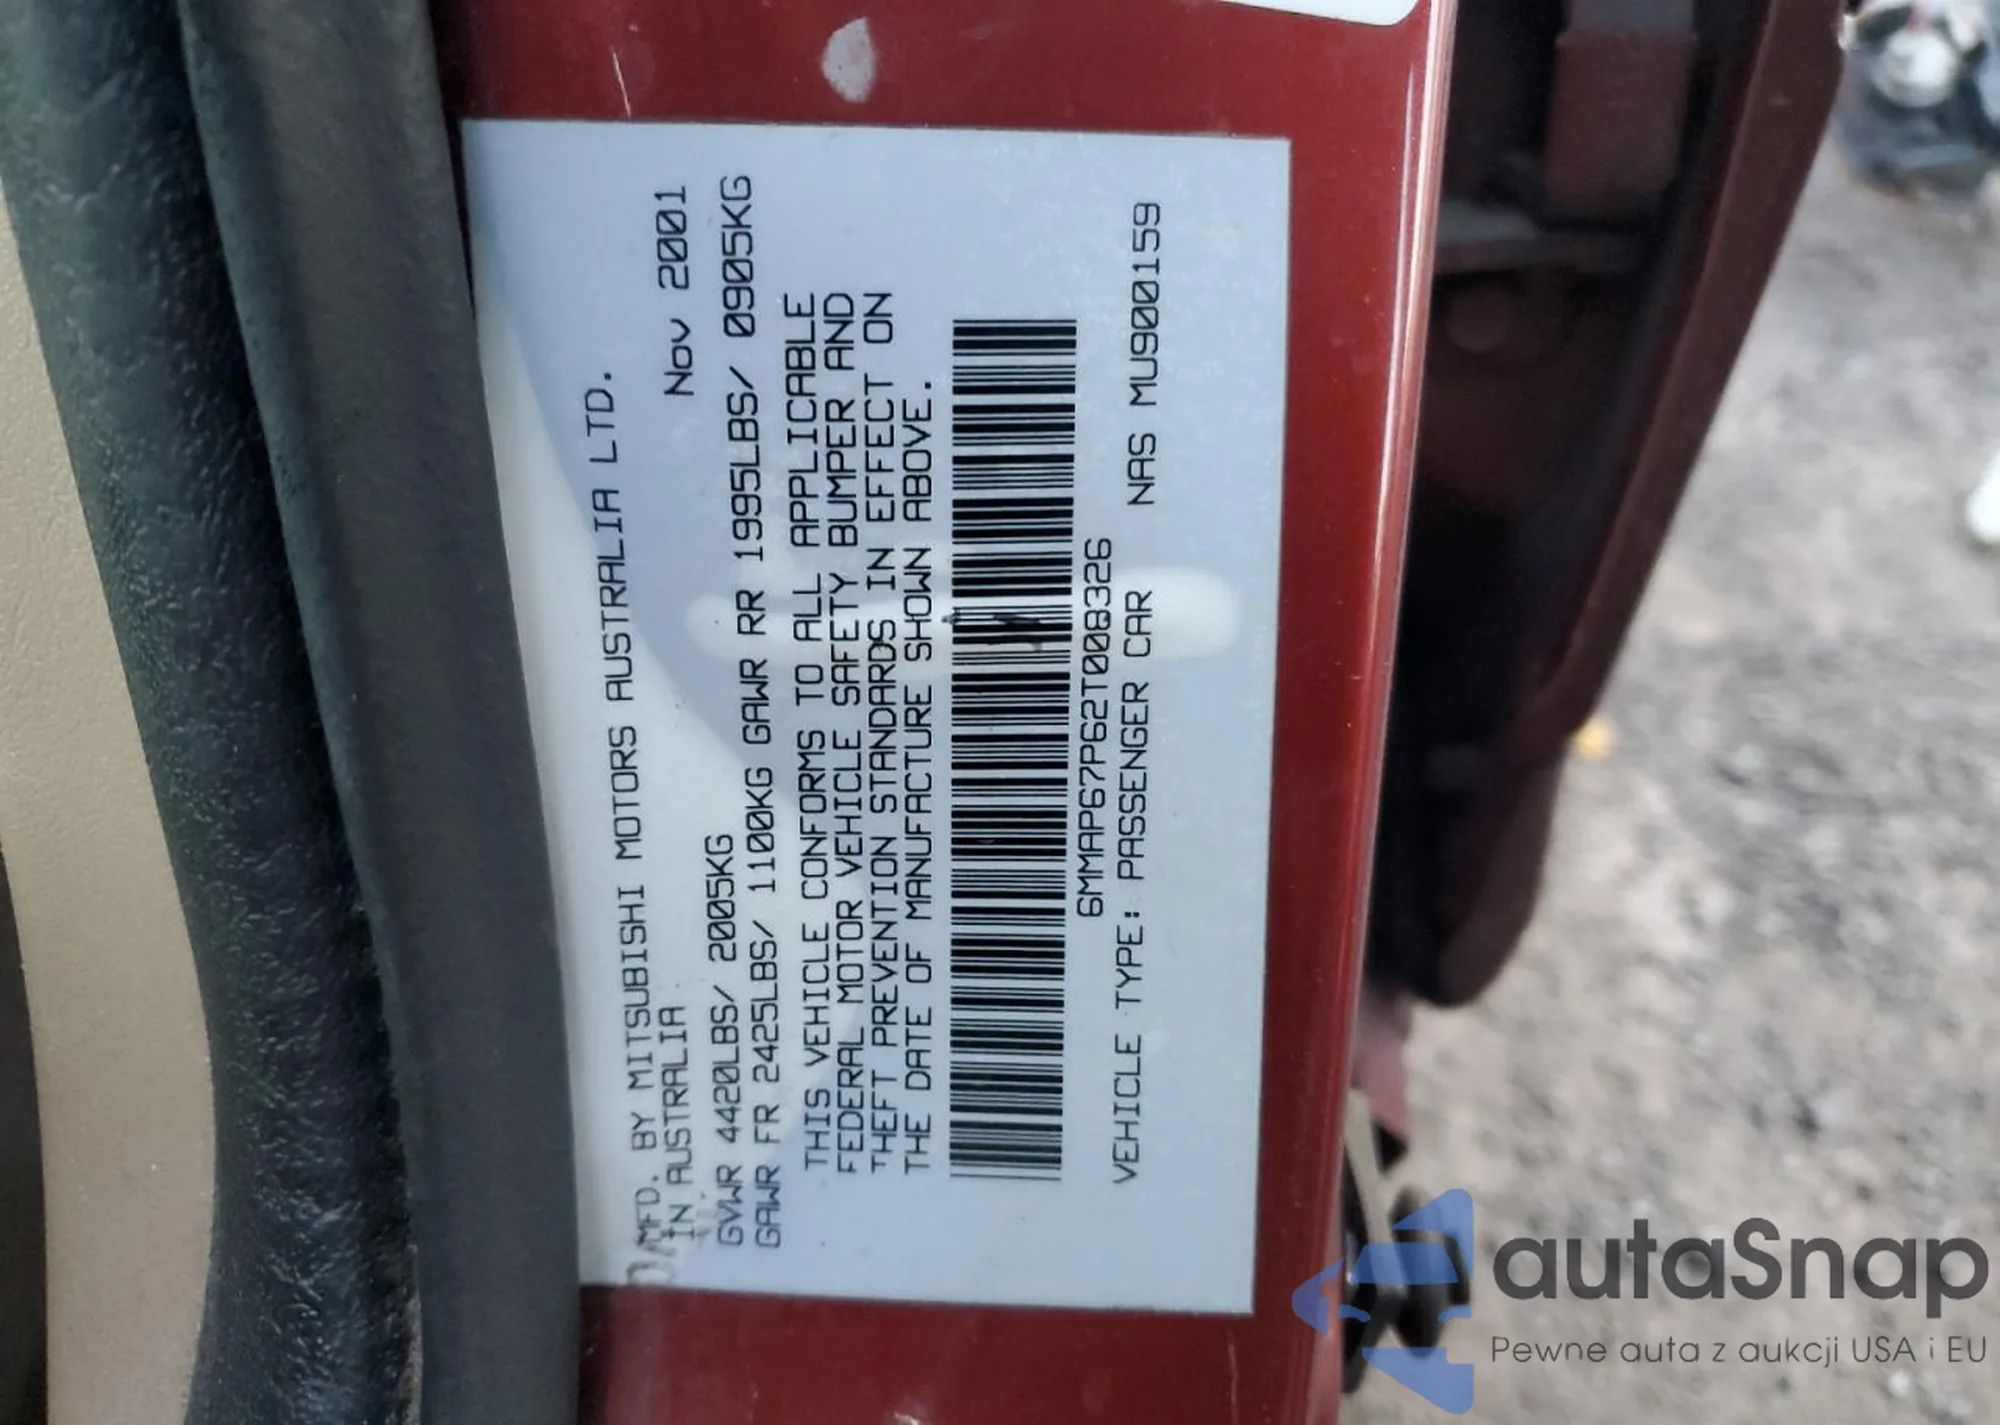 MFD. BY MITSUBISHI MOTORS AUSTRALIA LTD.
IN AUSTRALIA Nov 2001
GVWR 4420LBS/ 2005KG
GAWR FR 2425LBS/ 1100KG GAWR RR 1995LBS/ 0905KG
THIS VEHICLE CONFORMS TO ALL APPLICABLE
FEDERAL MOTOR VEHICLE SAFETY BUMPER AND
THEFT PREVENTION STANDARDS IN EFFECT ON
THE DATE OF MANUFACTURE SHOWN ABOVE.
6MMAP67P62T008326
VEHICLE TYPE: PASSENGER CAR NAS MU900159
autaSnap
Pewne auta z aukcji USA i EU